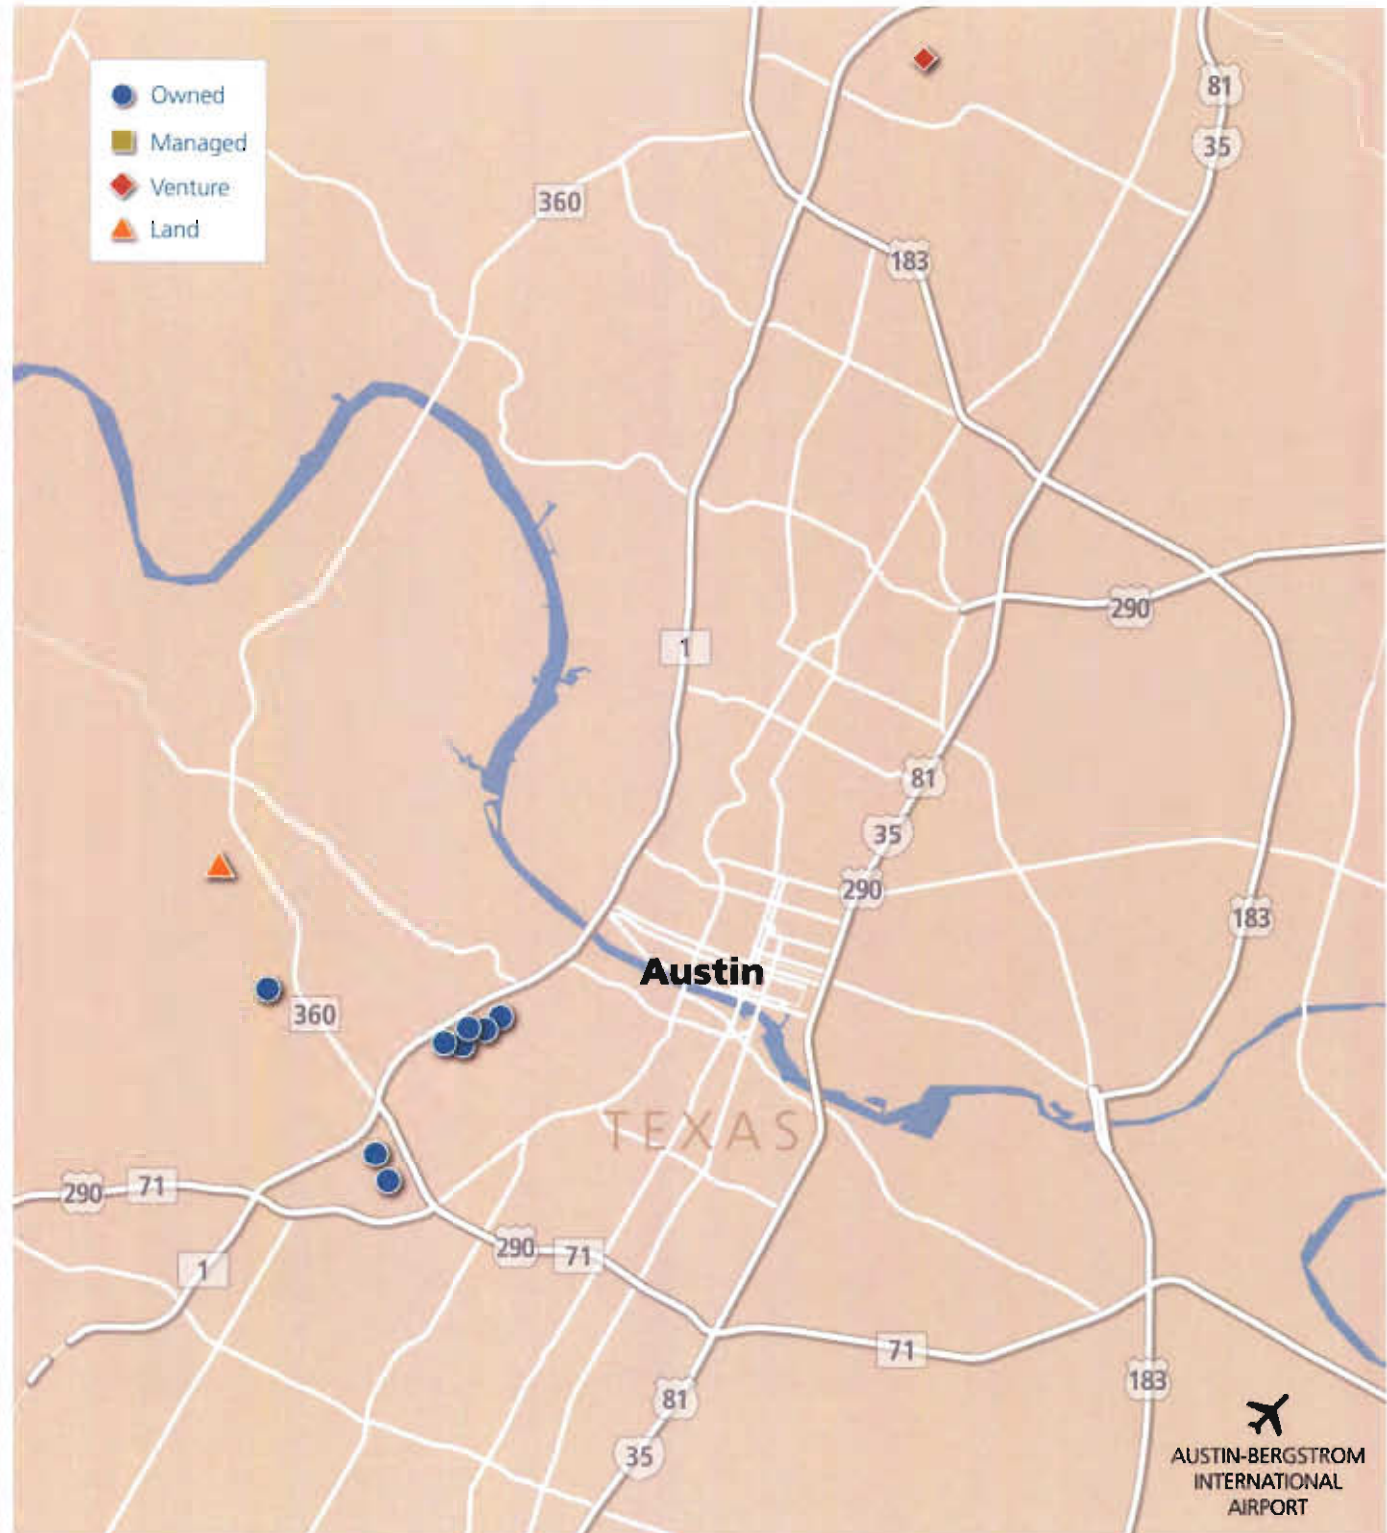 81
Owned
Managed
35
Venture
360
Land
183
290
1
81
35
290
183
Austin
360
TEXAS
290
71
290
71
1
71
183
81
35
AUSTIN-BERGSTROM
INTERNATIONAL
AIRPORT